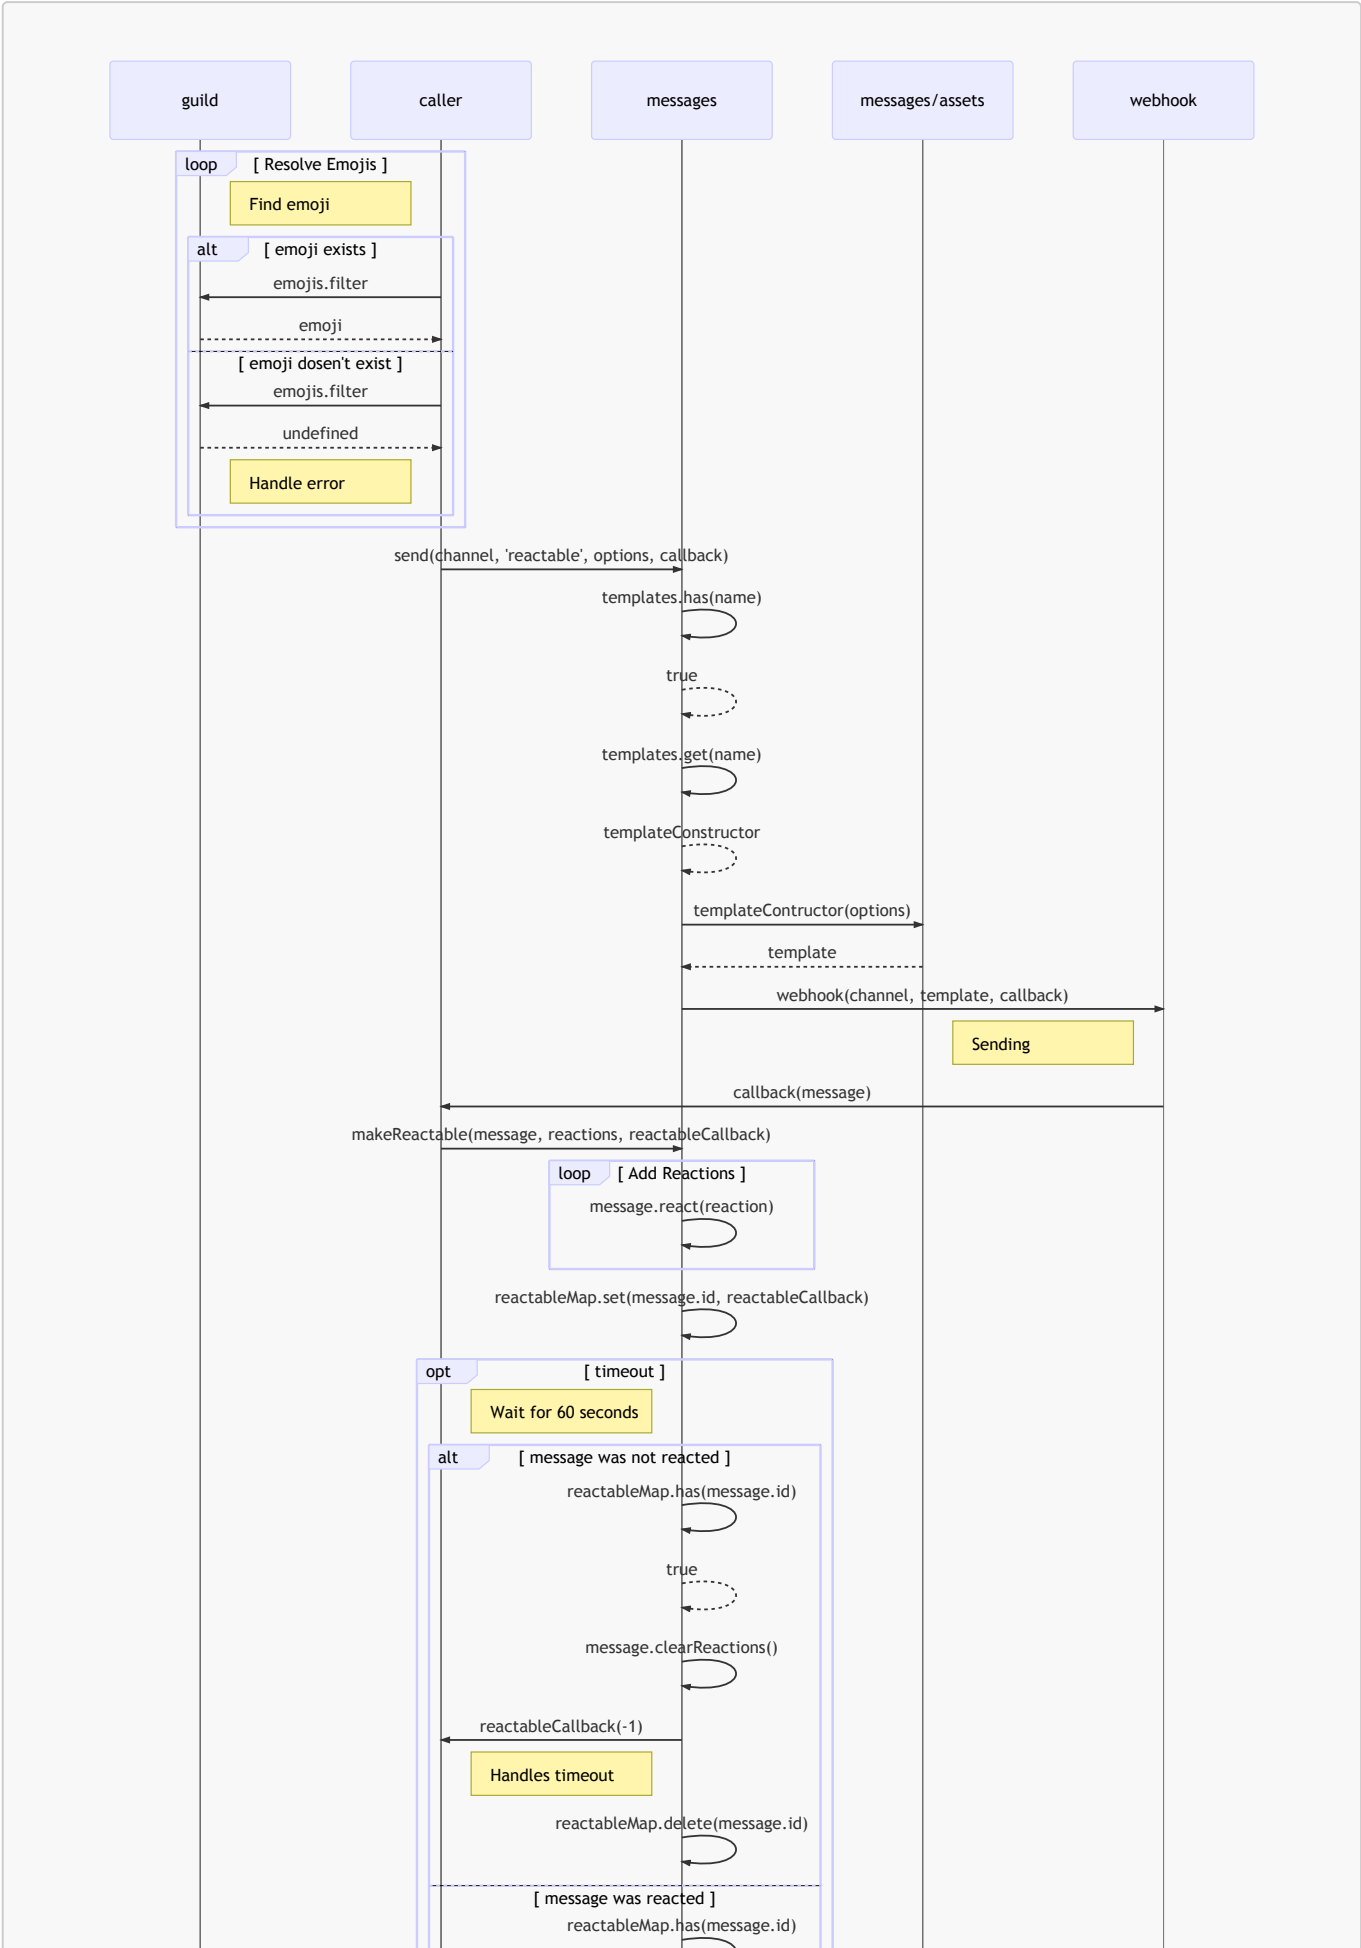 guild
caller
messages
messages/assets
webhook
loop
[ Resolve Emojis ]
Find emoji
alt
[ emoji exists ]
emojis.filter
emoji
[ emoji dosen't exist ]
emojis.filter
undefined
Handle error
send(channel, 'reactable', options, callback)
templates.has(name)
true
templates.get(name)
templateConstructor
templateContructor(options)
template
webhook(channel, template, callback)
Sending
callback(message)
makeReactable(message, reactions, reactableCallback)
loop
[ Add Reactions ]
message.react(reaction)
reactableMap.set(message.id, reactableCallback)
opt
[ timeout ]
Wait for 60 seconds
alt
[ message was not reacted ]
reactableMap.has(message.id)
true
message.clearReactions()
reactableCallback(-1)
Handles timeout
reactableMap.delete(message.id)
[ message was reacted ]
reactableMap.has(message.id)